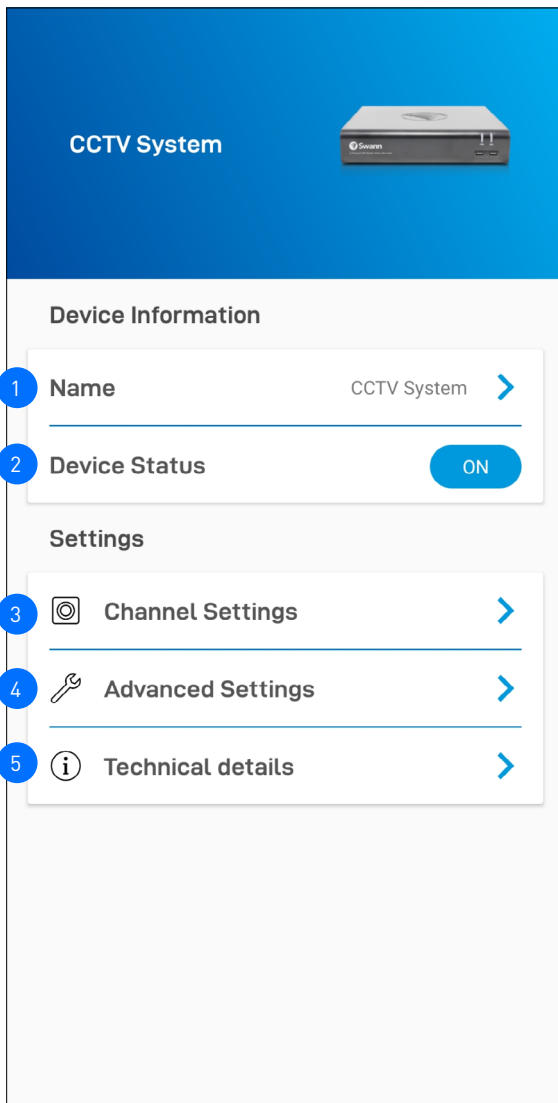 CCTV System
Swann
Device Information
1 Name CCTV System
2 Device Status ON
Settings
3 Channel Settings
4 Advanced Settings
5 Technical details